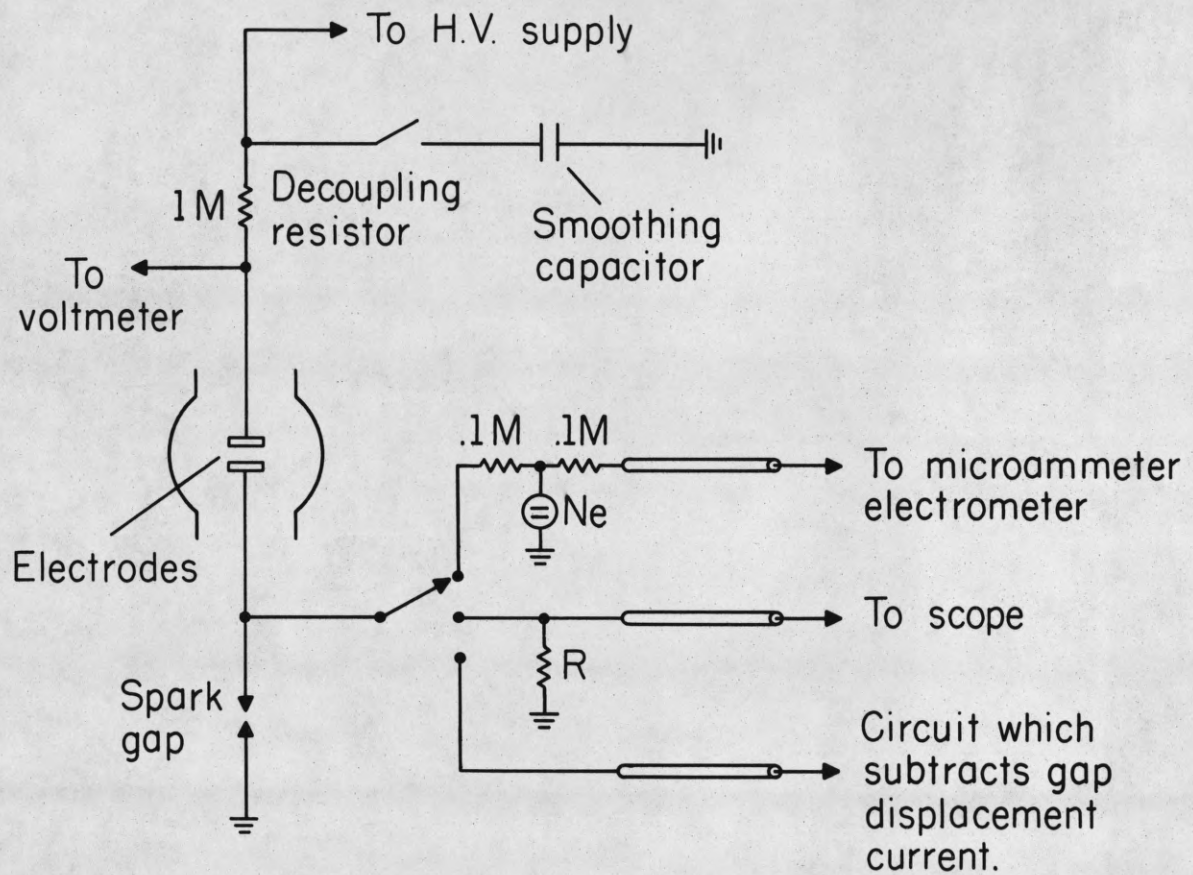 To H.V. supply
1M
Decoupling
resistor
Smoothing
capacitor
To
voltmeter
.1M .1M
To microammeter
electrometer
Ne
Electrodes
To scope
R
Spark
gap
Circuit which
subtracts gap
displacement
current.